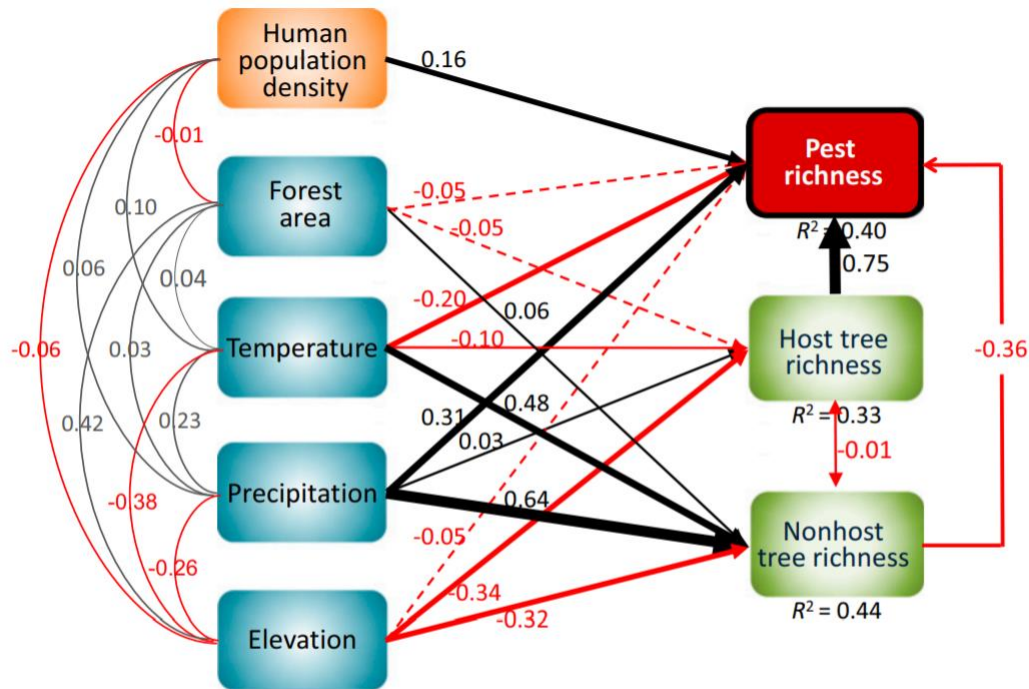 Human
population
density
0.16
-0.01
Pest
richness
Forest
area
-0.05
-0.05
R² = 0.40
0.10
0.75
0.06
0.04
-0.20
0.06
Temperature
-0.10
Host tree
richness
-0.06
0.03
-0.36
0.42
0.23
0.31
0.48
0.03
R² = 0.33
-0.01
Precipitation
-0.38
0.64
-0.05
Nonhost
tree richness
-0.26
-0.34
-0.32
R² = 0.44
Elevation